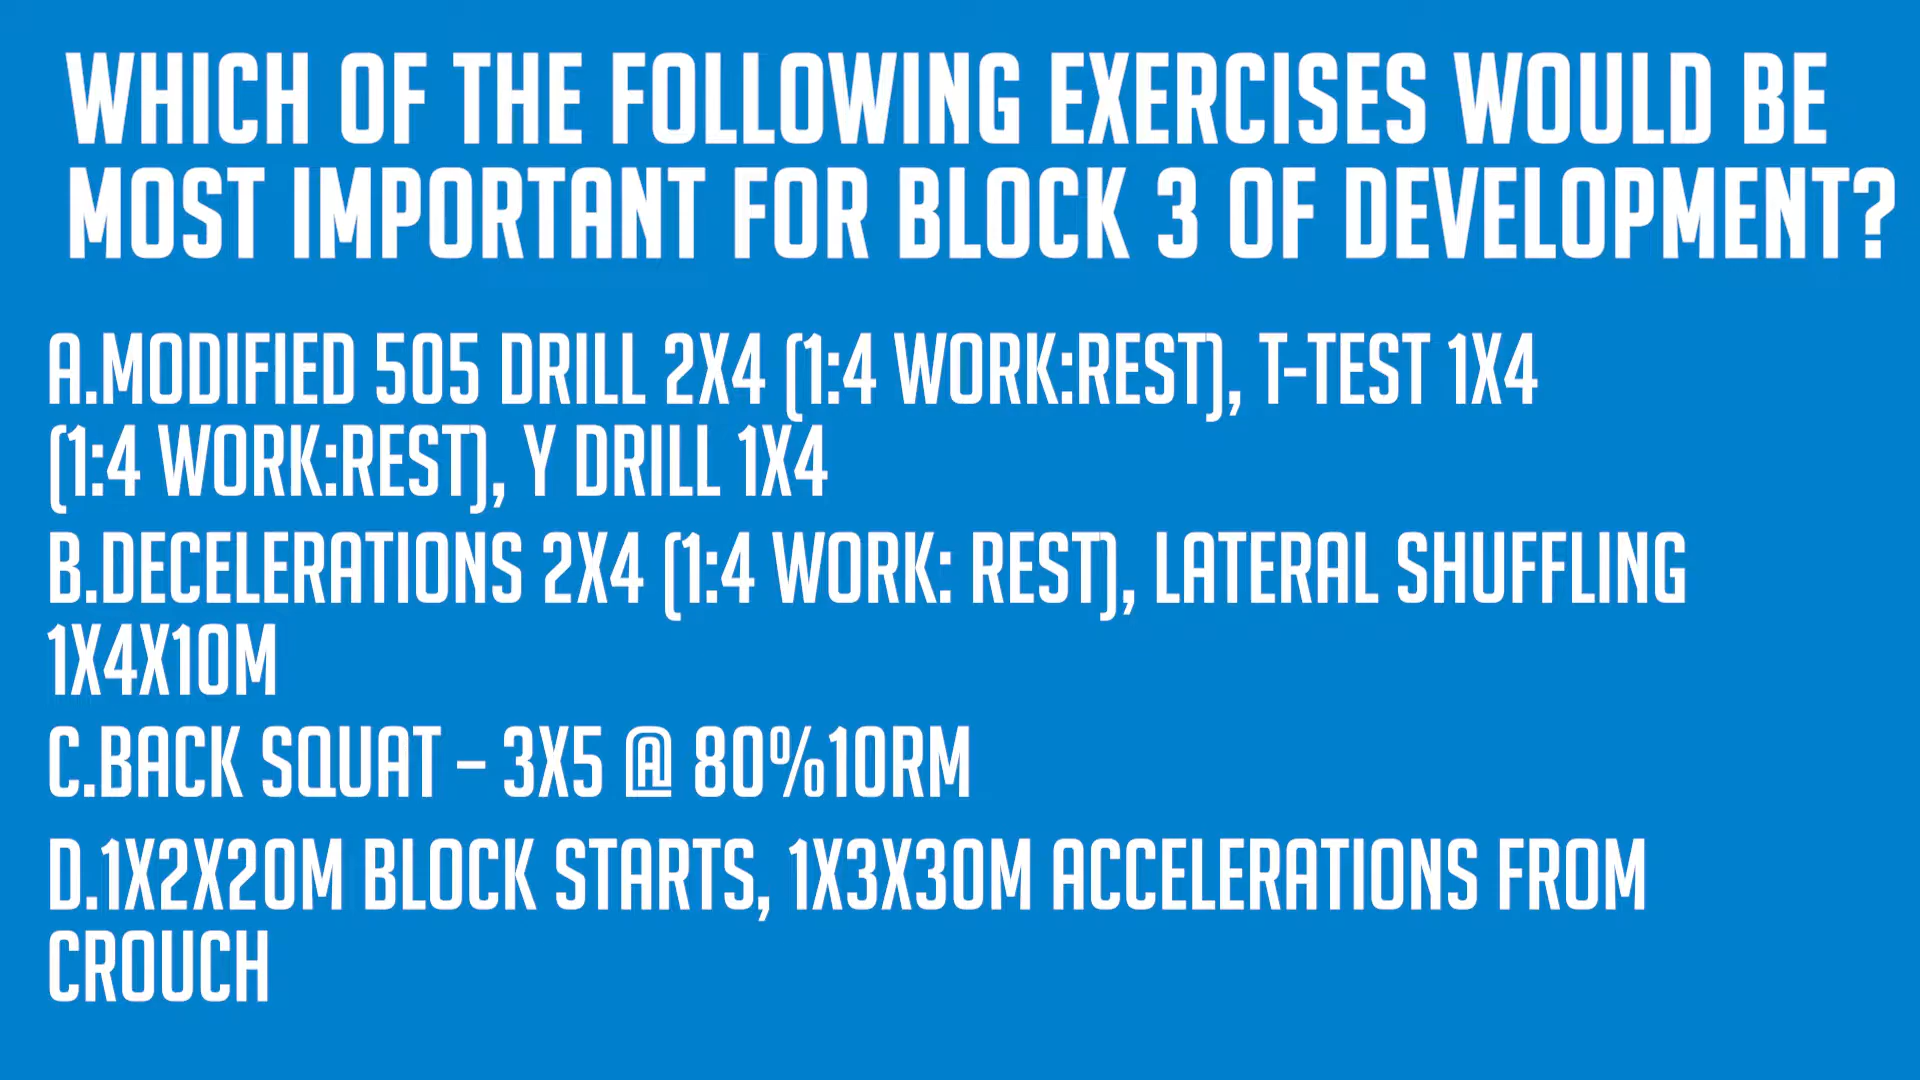 WHICH OF THE FOLLOWING EXERCISES WOULD BE
MOST IMPORTANT FOR BLOCK 3 OF DEVELOPMENT?
A.MODIFIED 505 DRILL 2X4 (1:4 WORK:REST), T-TEST 1X4
(1:4 WORK:REST), Y DRILL 1X4
B.DECELERATIONS 2X4 (1:4 WORK: REST), LATERAL SHUFFLING
1X4X10M
C.BACK SQUAT – 3X5 @ 80%10RM
D.1X2X20M BLOCK STARTS, 1X3X30M ACCELERATIONS FROM
CROUCH